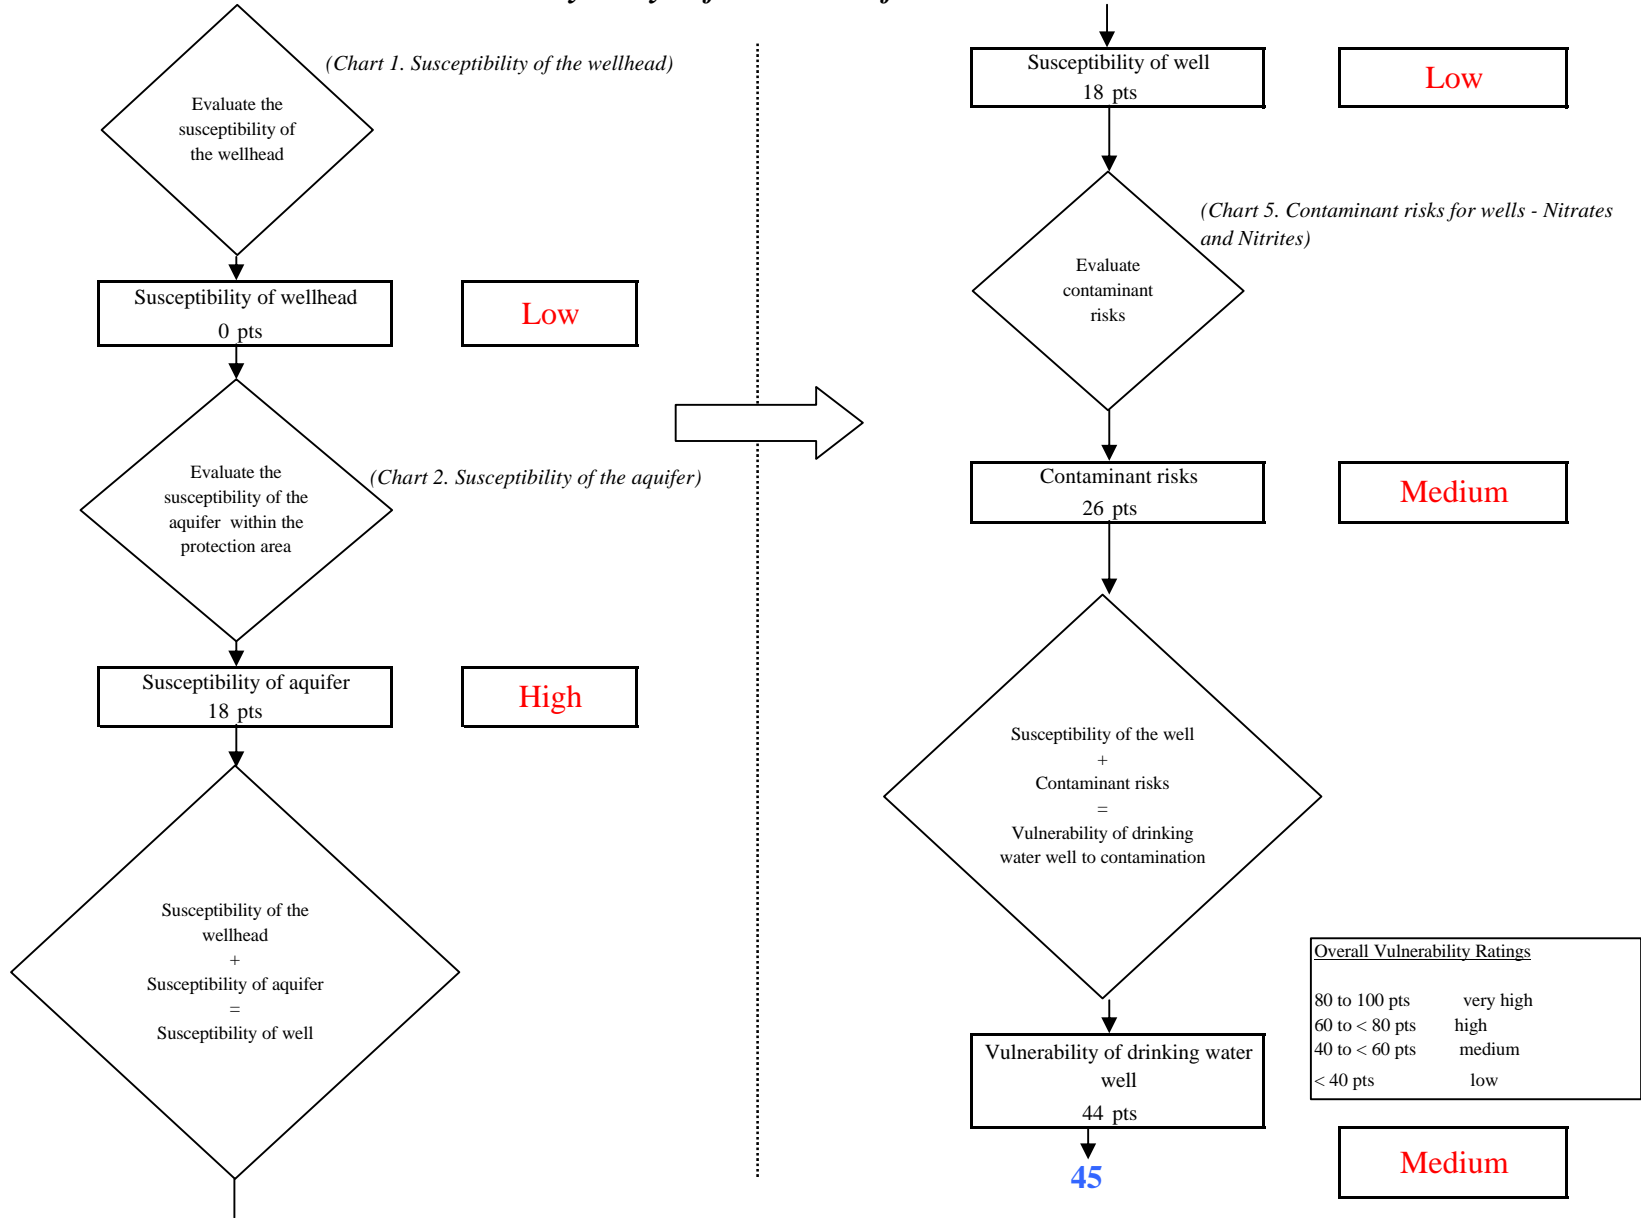 (Chart 1. Susceptibility of the wellhead)
Evaluate the
susceptibility of
the wellhead
Susceptibility of wellhead
0 pts
Low
Evaluate the
susceptibility of the
aquifer within the
protection area
(Chart 2. Susceptibility of the aquifer)
Susceptibility of aquifer
18 pts
High
Susceptibility of the
wellhead
+
Susceptibility of aquifer
=
Susceptibility of well
Susceptibility of well
18 pts
Low
(Chart 5. Contaminant risks for wells - Nitrates
and Nitrites)
Evaluate
contaminant
risks
Contaminant risks
26 pts
Medium
Susceptibility of the well
+
Contaminant risks
=
Vulnerability of drinking
water well to contamination
Overall Vulnerability Ratings
80 to 100 pts very high
60 to < 80 pts high
40 to < 60 pts medium
< 40 pts low
Vulnerability of drinking water
well
44 pts
45
Medium